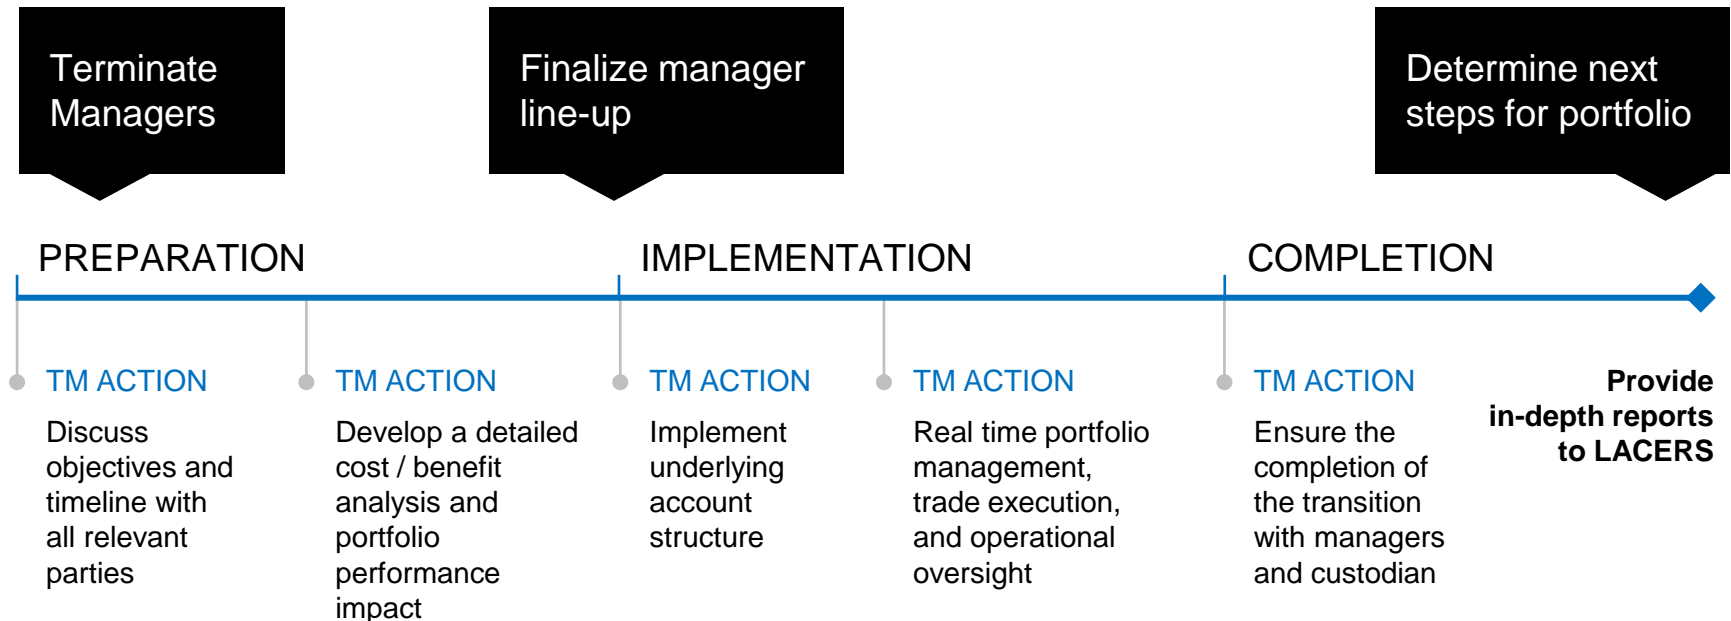 Terminate
Managers
Finalize manager
line-up
Determine next
steps for portfolio
PREPARATION
IMPLEMENTATION
COMPLETION
TM ACTION
Discuss
objectives and
timeline with
all relevant
parties
TM ACTION
Develop a detailed
cost / benefit
analysis and
portfolio
performance
impact
TM ACTION
Implement
underlying
account
structure
TM ACTION
Real time portfolio
management,
trade execution,
and operational
oversight
TM ACTION
Ensure the
completion of
the transition
with managers
and custodian
Provide
in-depth reports
to LACERS